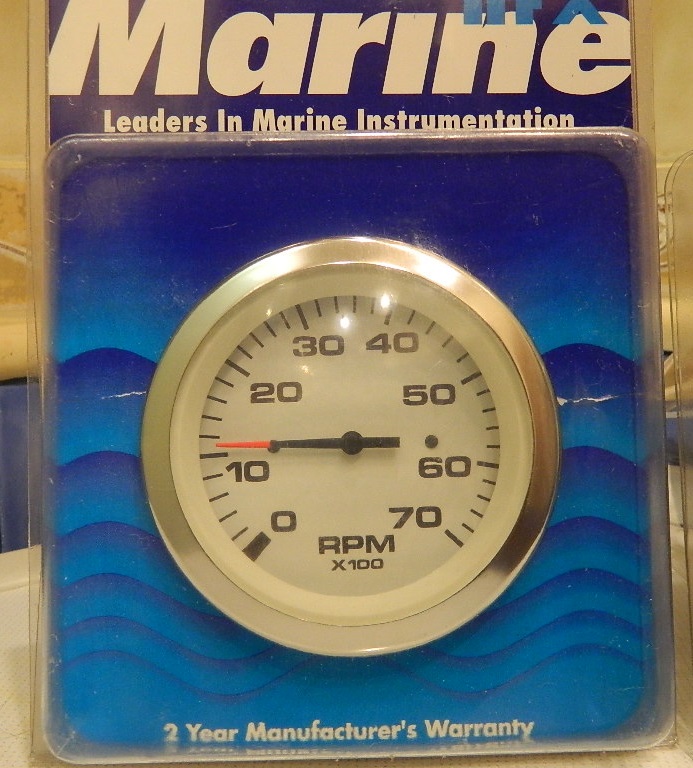 Marine
Leaders In Marine Instrumentation
30 40
20 50
10 60
0 70
RPM
X100
2 Year Manufacturer's Warranty